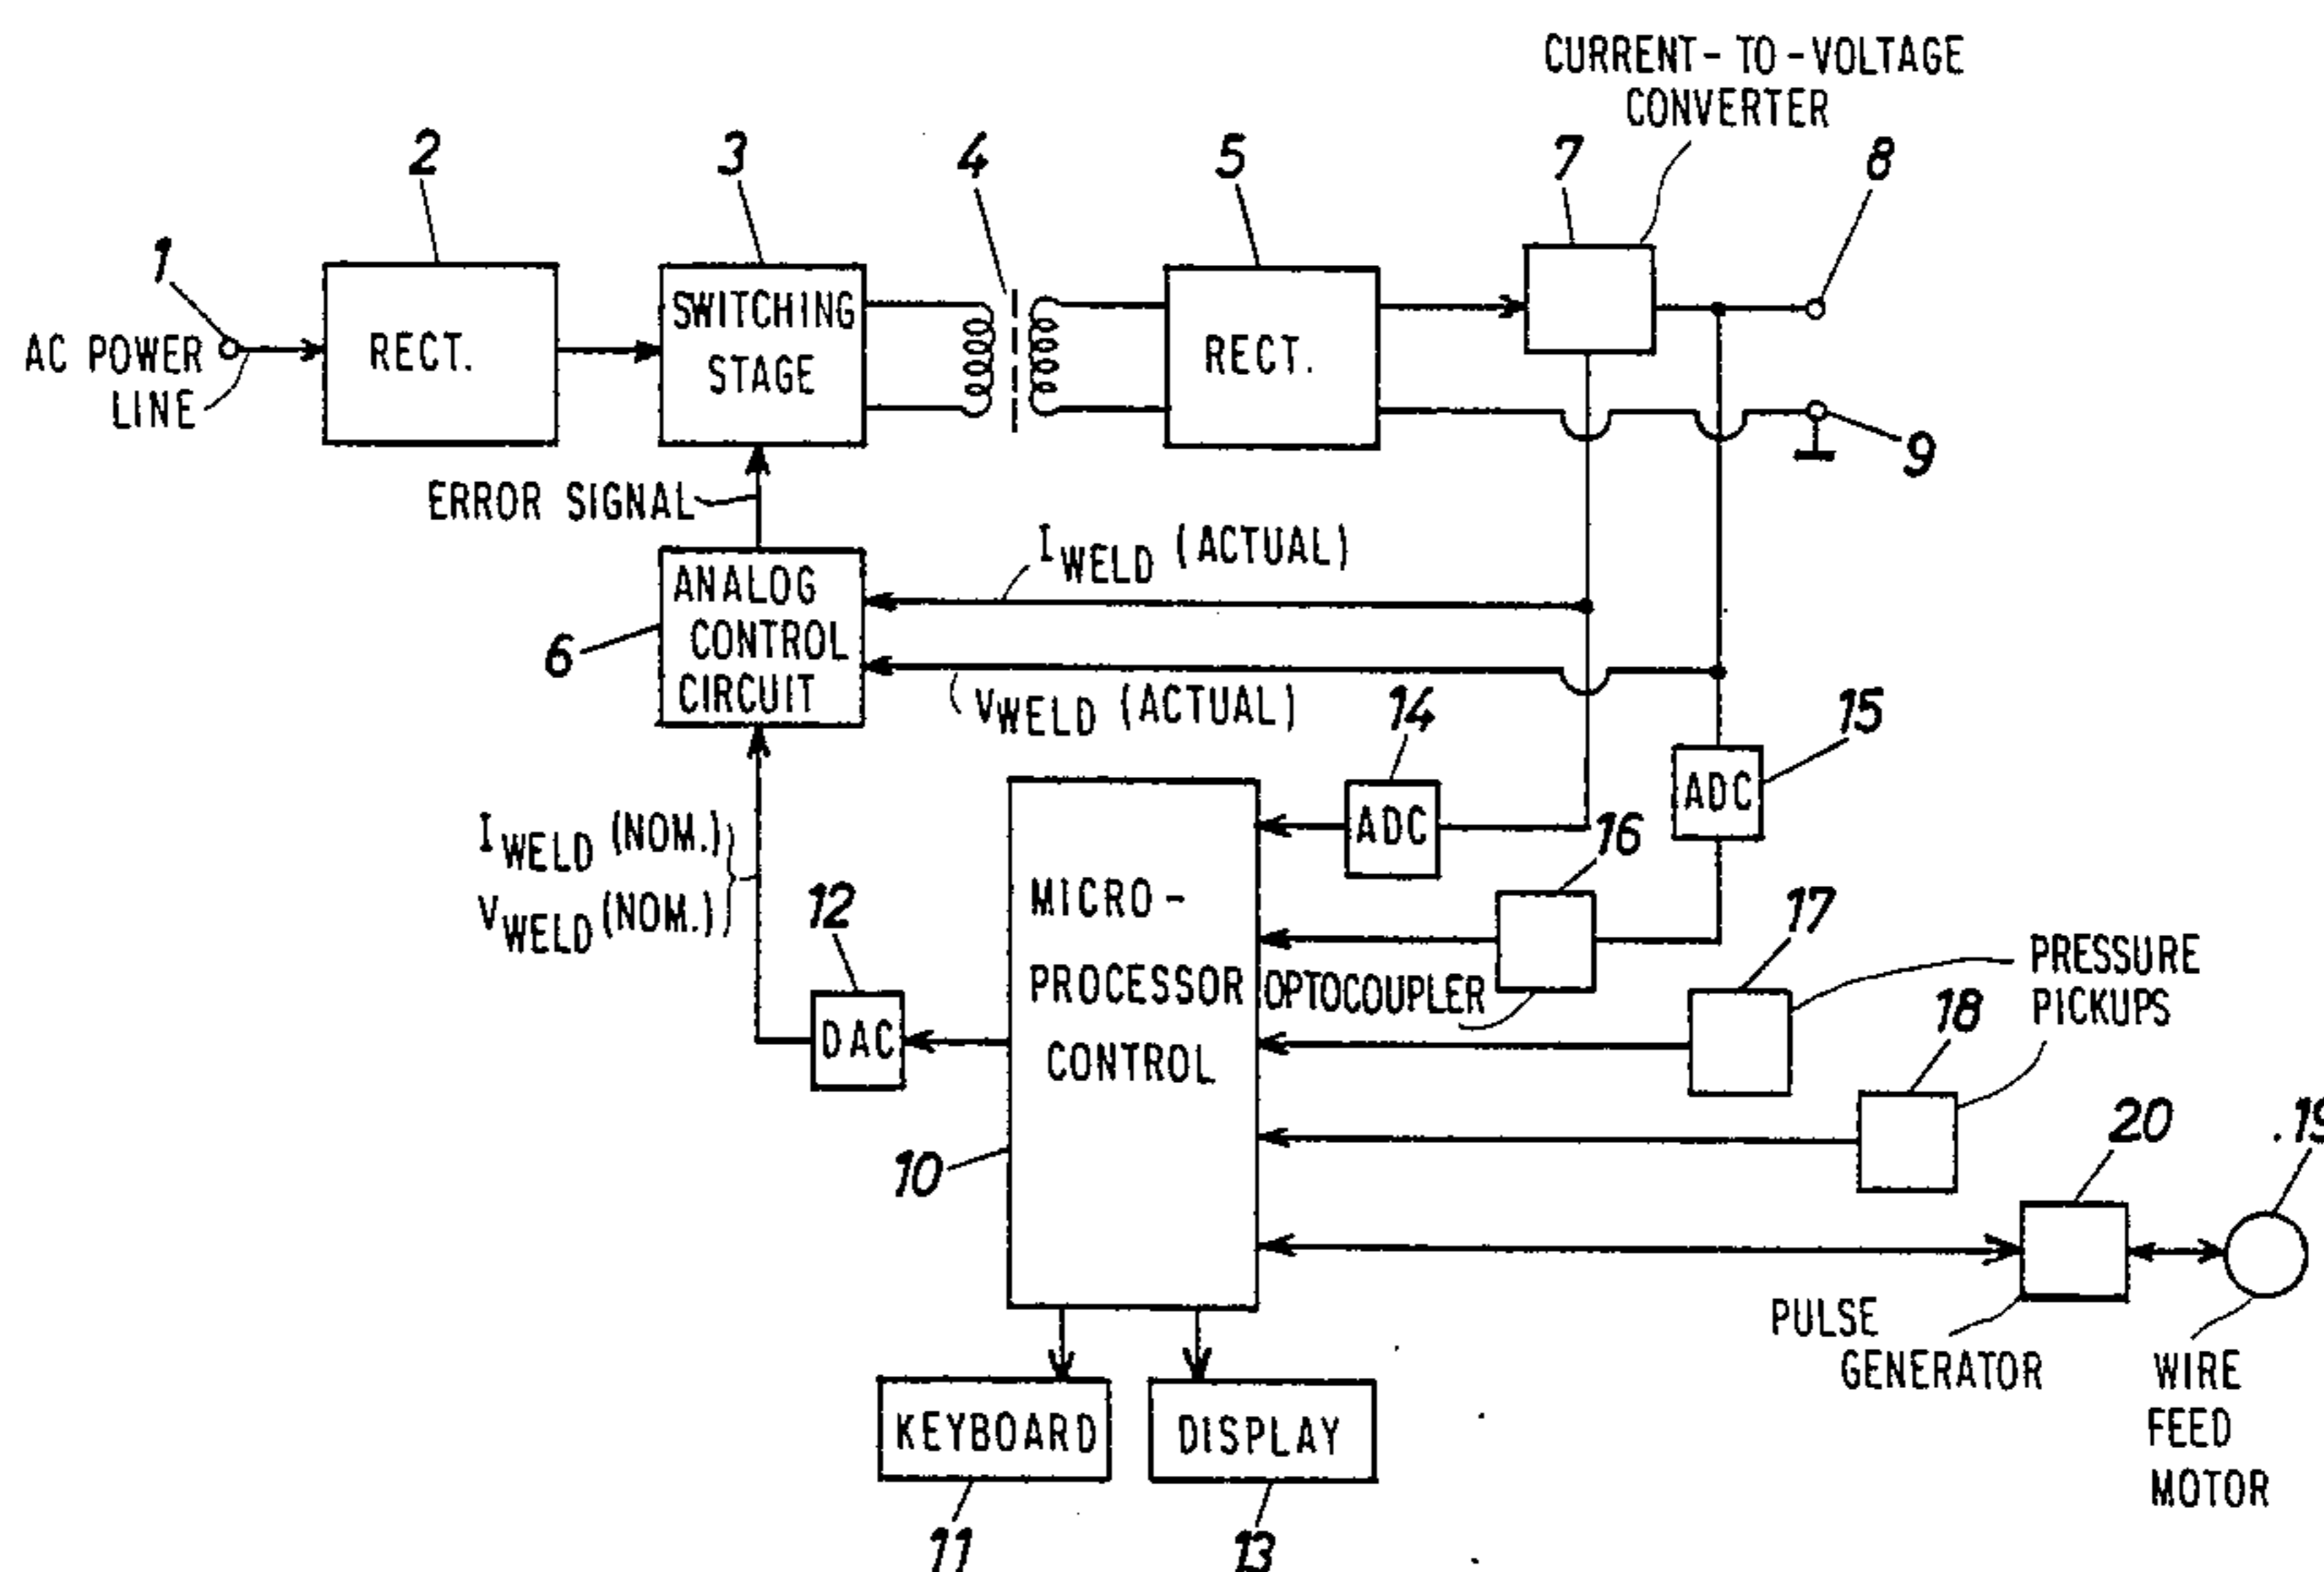 CURRENT-TO-VOLTAGE
CONVERTER
1
2
3
4
5
7
8
AC POWER
LINE
RECT.
SWITCHING
STAGE
RECT.
9
ERROR SIGNAL
I WELD (ACTUAL)
6
ANALOG
CONTROL
CIRCUIT
V WELD (ACTUAL)
14
15
ADC
ADC
I WELD (NOM.)
V WELD (NOM.)
12
DAC
16
17
MICRO-
PROCESSOR
CONTROL
OPTOCOUPLER
PRESSURE
PICKUPS
18
10
20
19
PULSE
GENERATOR
WIRE
FEED
MOTOR
KEYBOARD
DISPLAY
11
13